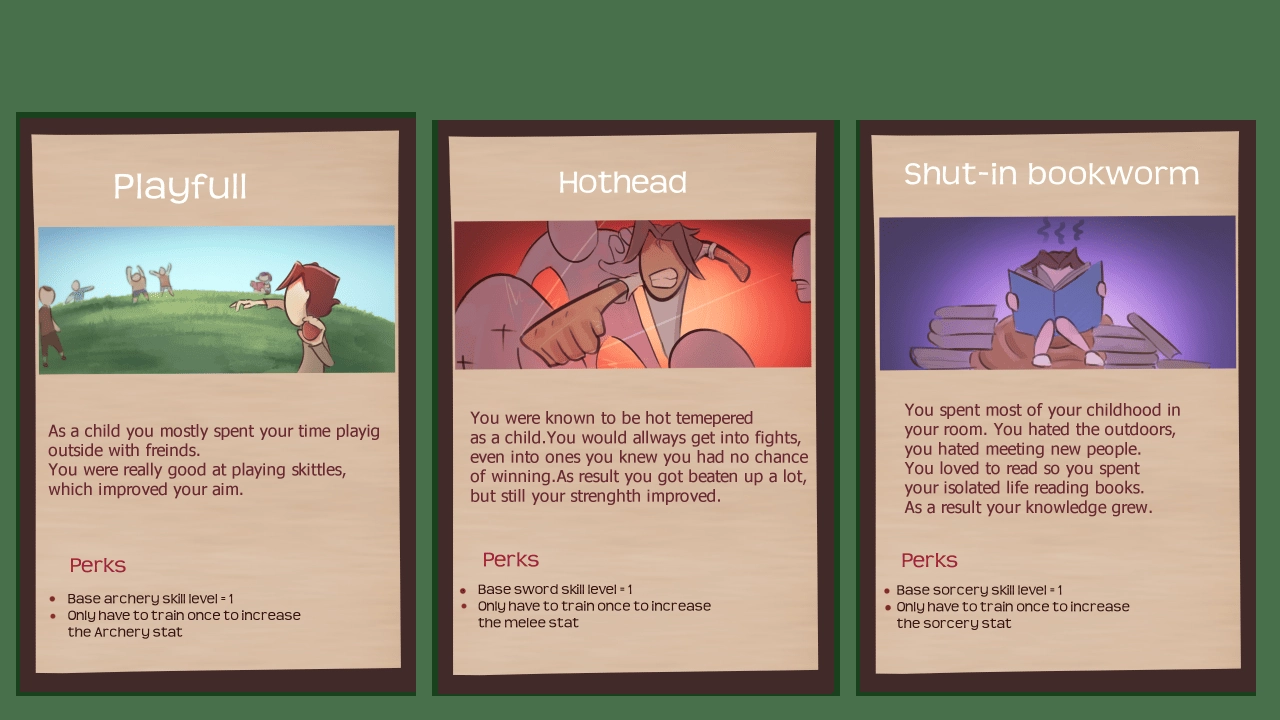 Playfull
As a child you mostly spent your time playig
outside with freinds.
You were really good at playing skittles,
which improved your aim.
Perks
• Base archery skill level = 1
• Only have to train once to increase
the Archery stat
Hothead
You were known to be hot temepered
as a child.You would allways get into fights,
even into ones you knew you had no chance
of winning.As result you got beaten up a lot,
but still your strenghth improved.
Perks
• Base sword skill level = 1
• Only have to train once to increase
the melee stat
Shut-in bookworm
You spent most of your childhood in
your room. You hated the outdoors,
you hated meeting new people.
You loved to read so you spent
your isolated life reading books.
As a result your knowledge grew.
Perks
• Base sorcery skill level = 1
• Only have to train once to increase
the sorcery stat